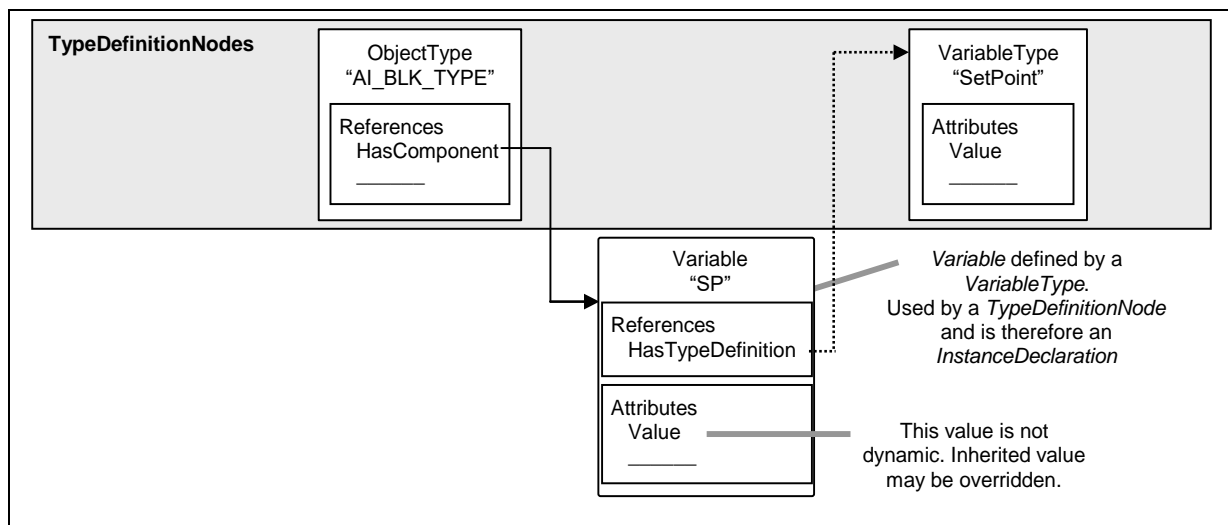 TypeDefinitionNodes
ObjectType
“AI_BLK_TYPE”
References
HasComponent
______
VariableType
“SetPoint”
Attributes
Value
______
Variable
“SP”
References
HasTypeDefinition
Attributes
Value
______
Variable defined by a
VariableType.
Used by a TypeDefinitionNode
and is therefore an
InstanceDeclaration
This value is not
dynamic. Inherited value
may be overridden.